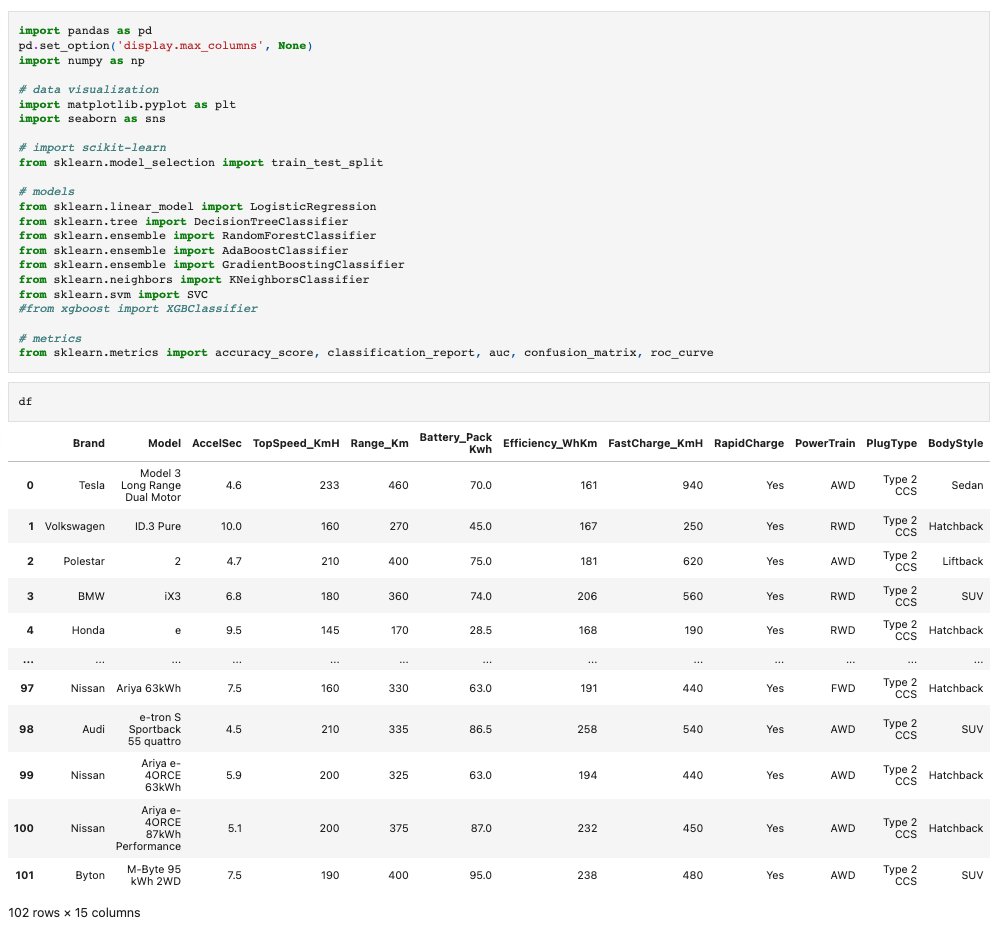 import pandas as pd
pd.set_option('display.max_columns', None)
import numpy as np
# data visualization
import matplotlib.pyplot as plt
import seaborn as sns
# import scikit-learn
from sklearn.model_selection import train_test_split
# models
from sklearn.linear_model import LogisticRegression
from sklearn.tree import DecisionTreeClassifier
from sklearn.ensemble import RandomForestClassifier
from sklearn.ensemble import AdaBoostClassifier
from sklearn.ensemble import GradientBoostingClassifier
from sklearn.neighbors import KNeighborsClassifier
from sklearn.svm import SVC
#from xgboost import XGBClassifier
# metrics
from sklearn.metrics import accuracy_score, classification_report, auc, confusion_matrix, roc_curve
df
Brand Model AccelSec TopSpeed_KmH Range_Km Battery_Pack Kwh Efficiency_WhKm FastCharge_KmH RapidCharge PowerTrain PlugType BodyStyle
0 Tesla Model 3 Long Range Dual Motor 4.6 233 460 70.0 161 940 Yes AWD Type 2 CCS Sedan
1 Volkswagen ID.3 Pure 10.0 160 270 45.0 167 250 Yes RWD Type 2 CCS Hatchback
2 Polestar 2 4.7 210 400 75.0 181 620 Yes AWD Type 2 CCS Liftback
3 BMW iX3 6.8 180 360 74.0 206 560 Yes RWD Type 2 CCS SUV
4 Honda e 9.5 145 170 28.5 168 190 Yes RWD Type 2 CCS Hatchback
... ... ... ... ... ... ... ... ... ... ... ... ...
97 Nissan Ariya 63kWh 7.5 160 330 63.0 191 440 Yes FWD Type 2 CCS Hatchback
98 Audi e-tron S Sportback 55 quattro 4.5 210 335 86.5 258 540 Yes AWD Type 2 CCS SUV
99 Nissan Ariya e-4ORCE 63kWh 5.9 200 325 63.0 194 440 Yes AWD Type 2 CCS Hatchback
100 Nissan Ariya e-4ORCE 87kWh Performance 5.1 200 375 87.0 232 450 Yes AWD Type 2 CCS Hatchback
101 Byton M-Byte 95 kWh 2WD 7.5 190 400 95.0 238 480 Yes AWD Type 2 CCS SUV
102 rows × 15 columns